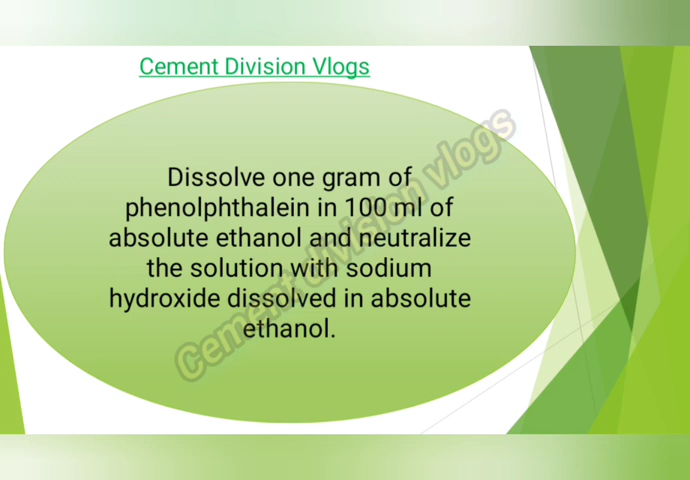 Cement Division Vlogs
Dissolve one gram of
phenolphthalein in 100 ml of
absolute ethanol and neutralize
the solution with sodium
hydroxide dissolved in absolute
ethanol.
Cement division vlogs